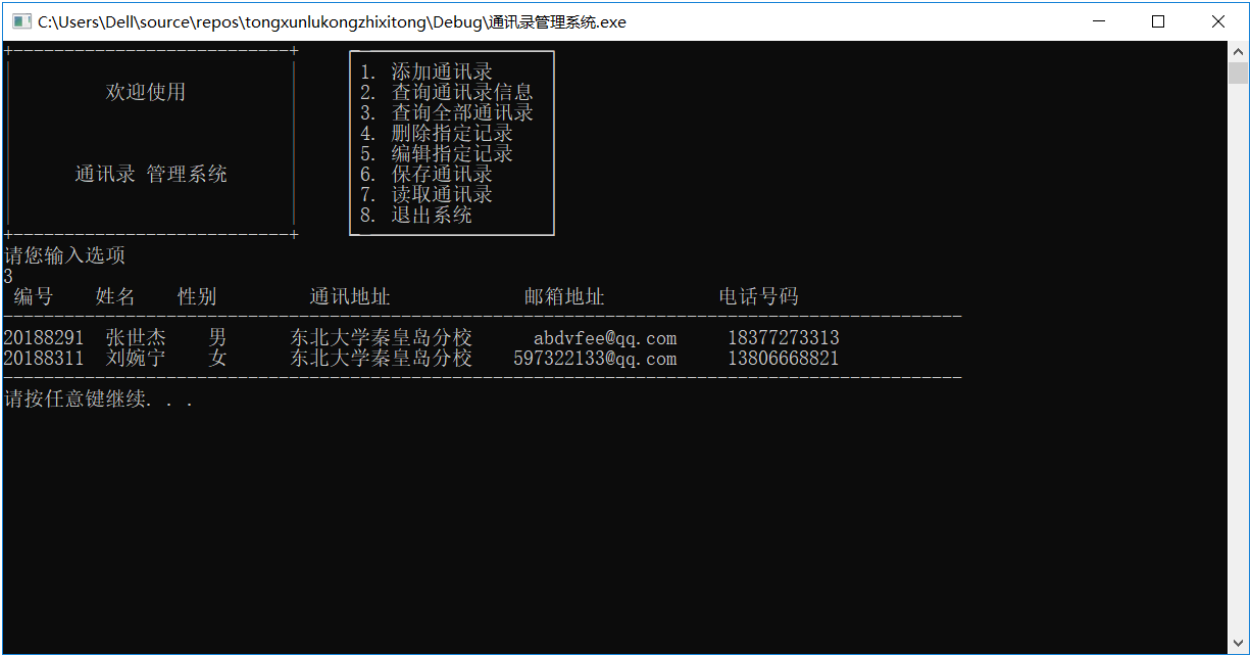 C:\Users\Dell\source\repos\tongxunlukongzhixitong\Debug\通讯录管理系统.exe
欢迎使用
通讯录 管理系统
1. 添加通讯录
2. 查询通讯录信息
3. 查询全部通讯录
4. 删除指定记录
5. 编辑指定记录
6. 保存通讯录
7. 读取通讯录
8. 退出系统
请您输入选项
3
编号 姓名 性别 通讯地址 邮箱地址 电话号码
20188291 张世杰 男 东北大学秦皇岛分校 abdvfee@qq.com 18377273313
20188311 刘婉宁 女 东北大学秦皇岛分校 597322133@qq.com 13806668821
请按任意键继续. . .